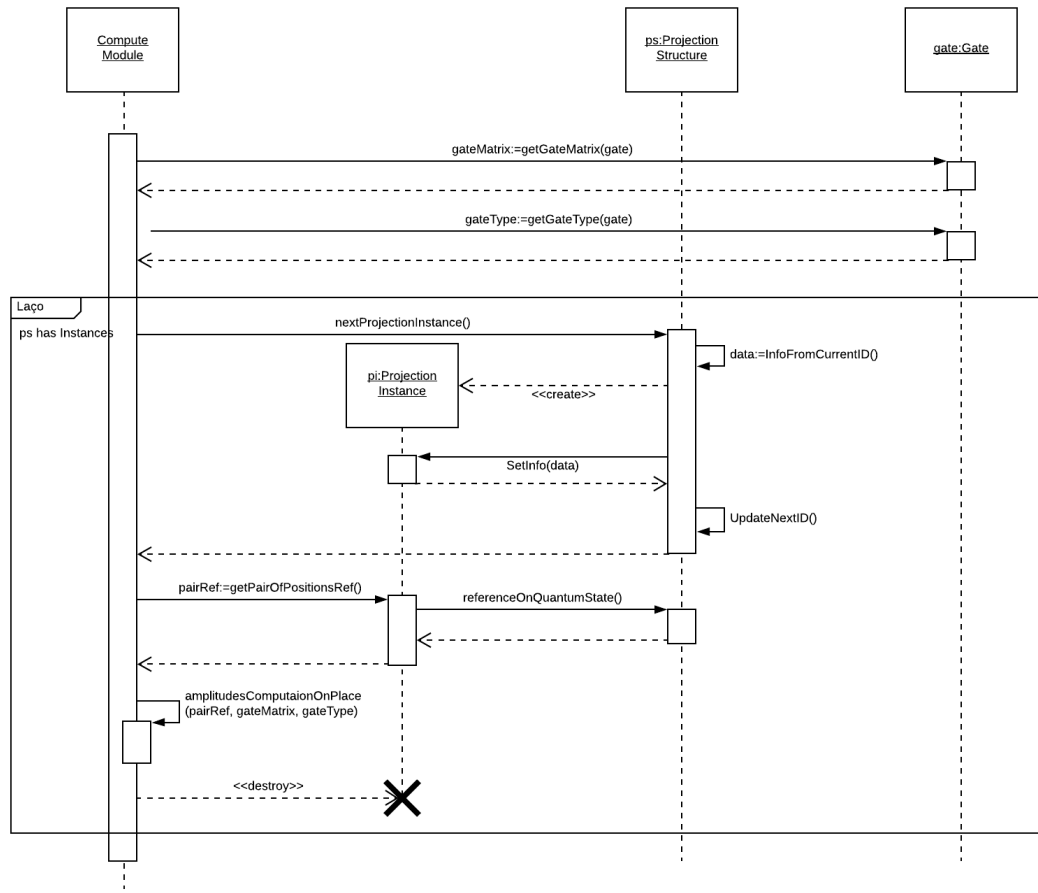 Compute
Module
ps:Projection
Structure
gate:Gate
gateMatrix:=getGateMatrix(gate)
gateType:=getGateType(gate)
Laço
ps has Instances
nextProjectionInstance()
data:=InfoFromCurrentID()
pi:Projection
Instance
<<create>>
SetInfo(data)
UpdateNextID()
pairRef:=getPairOfPositionsRef()
referenceOnQuantumState()
amplitudesComputaionOnPlace
(pairRef, gateMatrix, gateType)
<<destroy>>